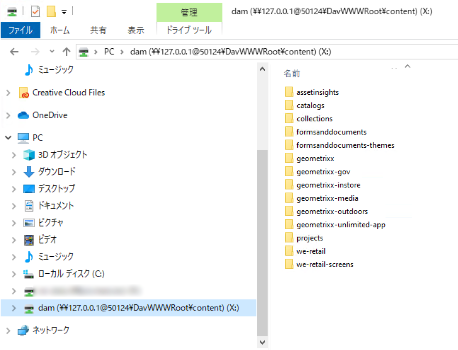 管理
dam (¥¥127.0.0.1@50124¥DavWWWRoot¥content) (X:)
ファイル
ホーム
共有
表示
ドライブ ツール
PC › dam (¥¥127.0.0.1@50124¥DavWWWRoot¥content) (X:)
ミュージック
Creative Cloud Files
OneDrive
PC
3D オブジェクト
ダウンロード
デスクトップ
ドキュメント
ピクチャ
ビデオ
ミュージック
ローカル ディスク (C:)
dam (¥¥127.0.0.1@50124¥DavWWWRoot¥content) (X:)
ネットワーク
名前
assetinsights
catalogs
collections
formsanddocuments
formsanddocuments-themes
geometrixx
geometrixx-gov
geometrixx-instore
geometrixx-media
geometrixx-outdoors
geometrixx-unlimited-app
projects
we-retail
we-retail-screens